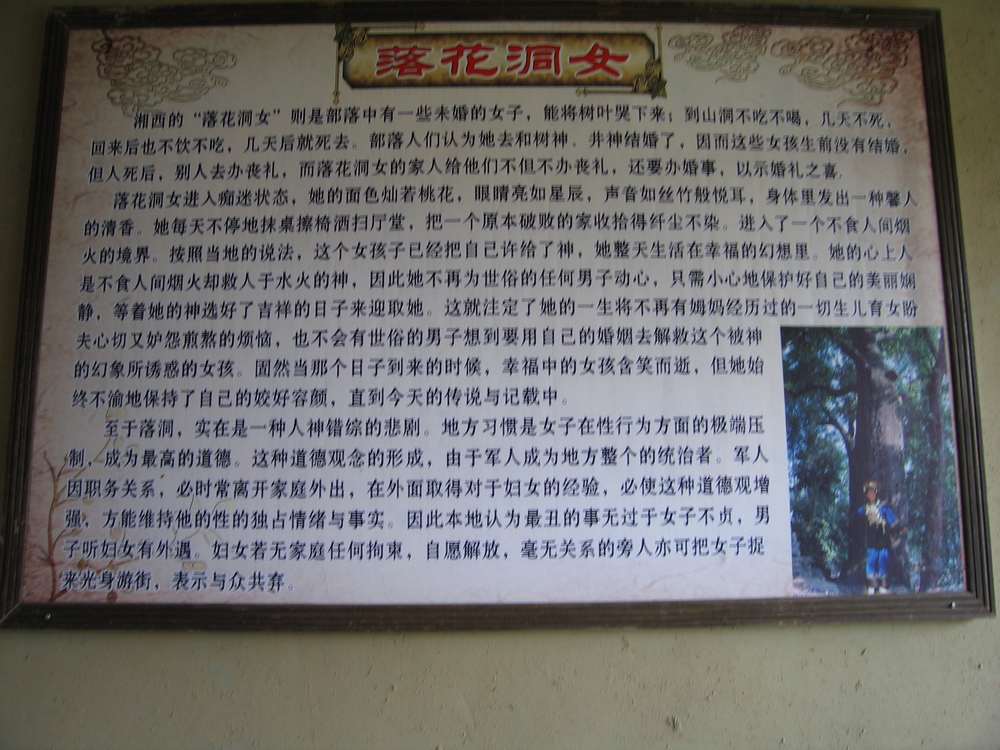 落花洞女
湘西的“落花洞女”则是部落中有一些未婚的女子，能将树叶哭下来；到山洞不吃不喝，几天不死，
回来后也不饮不吃，几天后就死去。部落人们认为她去和树神。井神结婚了，因而这些女孩生前没有结婚，
但人死后，别人去办丧礼，而落花洞女的家人给他们不但不办丧礼，还要办婚事，以示婚礼之喜。
落花洞女进入痴迷状态，她的面色灿若桃花，眼睛亮如星辰，声音如丝竹般悦耳，身体里发出一种馨人
的清香。她每天不停地抹桌擦椅洒扫厅堂，把一个原本破败的家收拾得纤尘不染。进入了一个不食人间烟
火的境界。按照当地的说法，这个女孩子已经把自己许给了神，她整天生活在幸福的幻想里。她的心上人
是不食人间烟火却救人于水火的神，因此她不再为世俗的任何男子动心，只需小心地保护好自己的美丽娴
静，等着她的神选好了吉祥的日子来迎取她。这就注定了她的一生将不再有姆妈经历过的一切生儿育女盼
夫心切又妒怨煎熬的烦恼，也不会有世俗的男子想到要用自己的婚姻去解救这个被神
的幻象所诱惑的女孩。固然当那个日子到来的时候，幸福中的女孩含笑而逝，但她始
终不渝地保持了自己的姣好容颜，直到今天的传说与记载中。
至于落洞，实在是一种人神错综的悲剧。地方习惯是女子在性行为方面的极端压
制，成为最高的道德。这种道德观念的形成，由于军人成为地方整个的统治者。军人
因职务关系，必时常离开家庭外出，在外面取得对于妇女的经验，必使这种道德观增
强，方能维持他的性的独占情绪与事实。因此本地认为最丑的事无过于女子不贞，男
子听妇女有外遇。妇女若无家庭任何拘束，自愿解放，毫无关系的旁人亦可把女子捉
来光身游街，表示与众共弃。